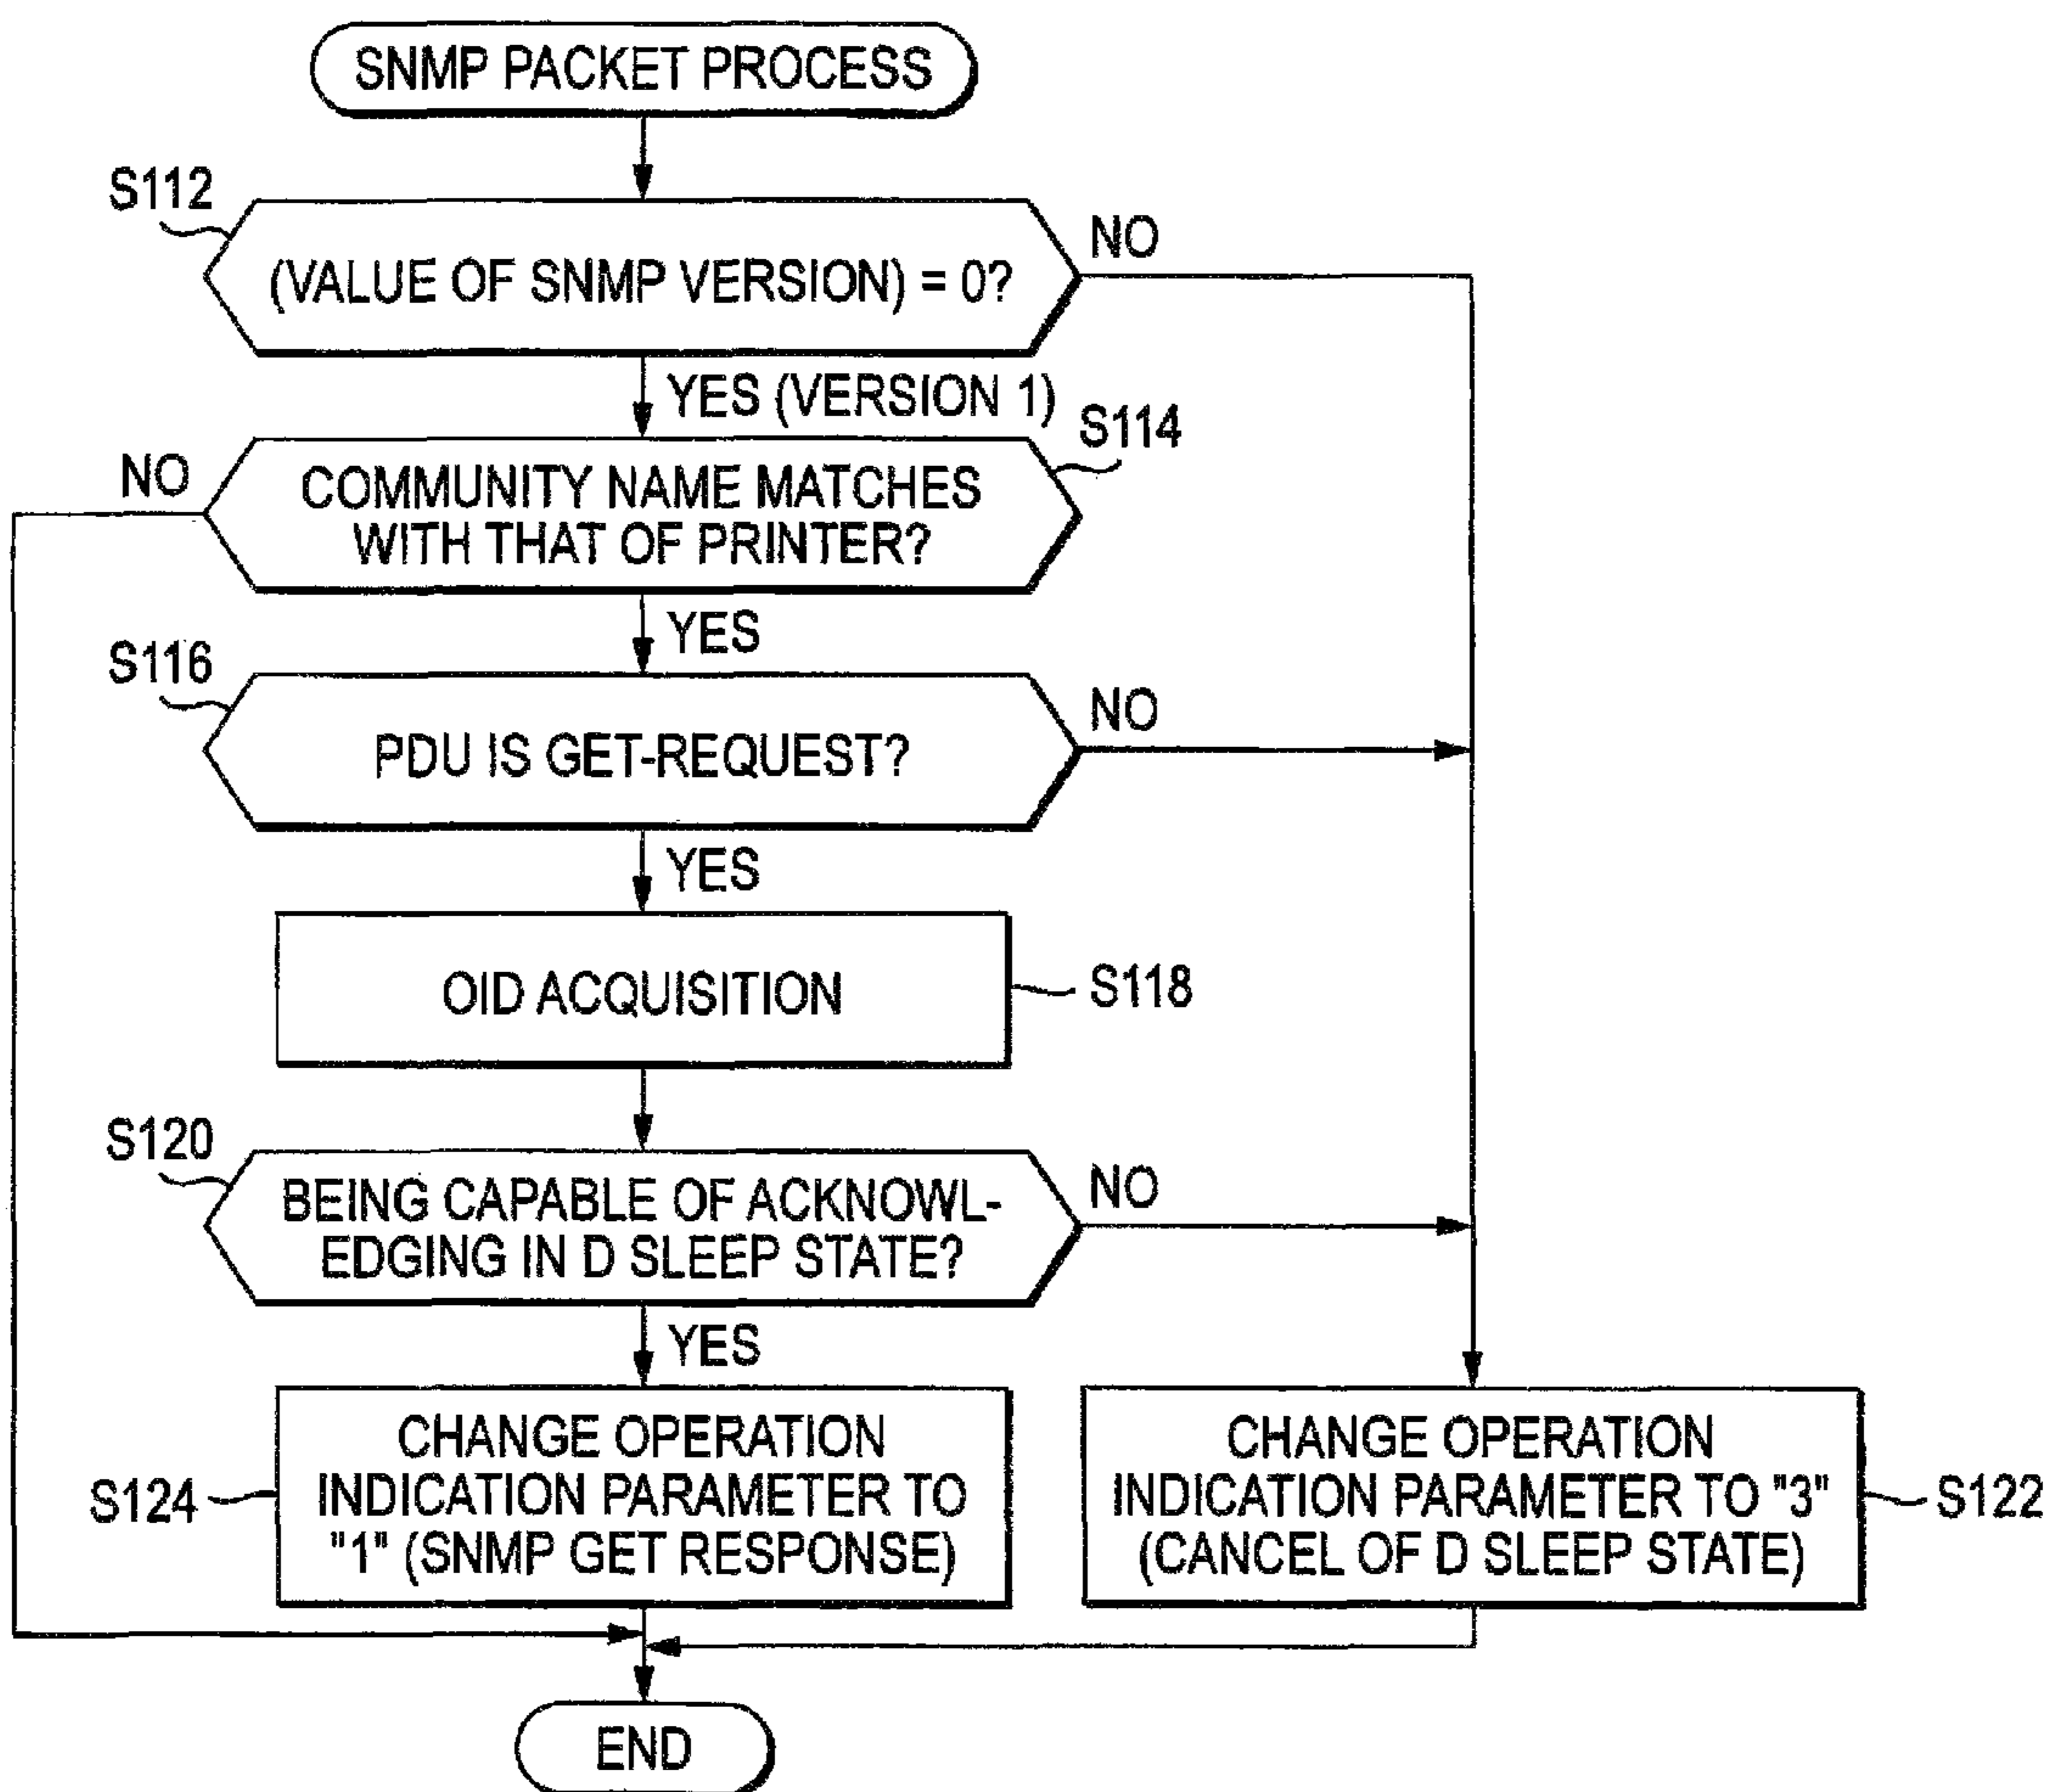 SNMP PACKET PROCESS
S112
(VALUE OF SNMP VERSION) = 0?
NO
YES (VERSION 1)
S114
NO
COMMUNITY NAME MATCHES
WITH THAT OF PRINTER?
YES
S116
PDU IS GET-REQUEST?
NO
YES
OID ACQUISITION
S118
S120
BEING CAPABLE OF ACKNOWL-
EDGING IN D SLEEP STATE?
NO
YES
S124
CHANGE OPERATION
INDICATION PARAMETER TO
"1" (SNMP GET RESPONSE)
CHANGE OPERATION
INDICATION PARAMETER TO "3"
(CANCEL OF D SLEEP STATE)
S122
END